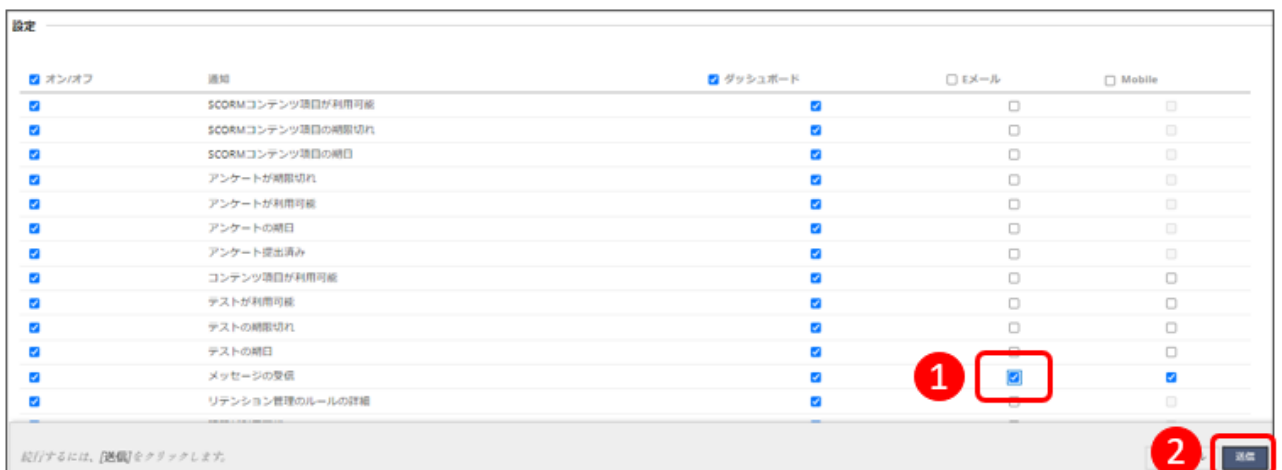 設定
オン/オフ 通知 ダッシュボード Eメール Mobile
SCORMコンテンツ項目が利用可能
SCORMコンテンツ項目の期限切れ
SCORMコンテンツ項目の期日
アンケートが期限切れ
アンケートが利用可能
アンケートの期日
アンケート提出済み
コンテンツ項目が利用可能
テストが利用可能
テストの期限切れ
テストの期日
メッセージの受信
1
リテンション管理のルールの詳細
続行するには、[送信]をクリックします。
2
送信